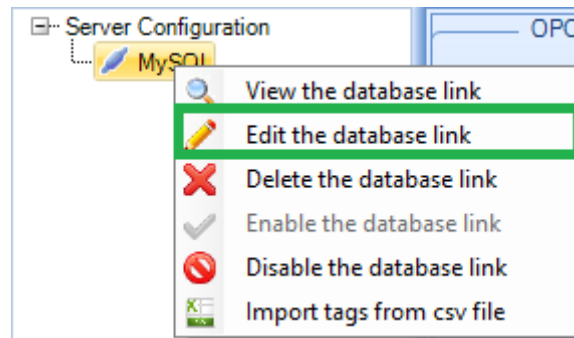 Server Configuration
OPC
MySQL
View the database link
Edit the database link
Delete the database link
Enable the database link
Disable the database link
Import tags from csv file